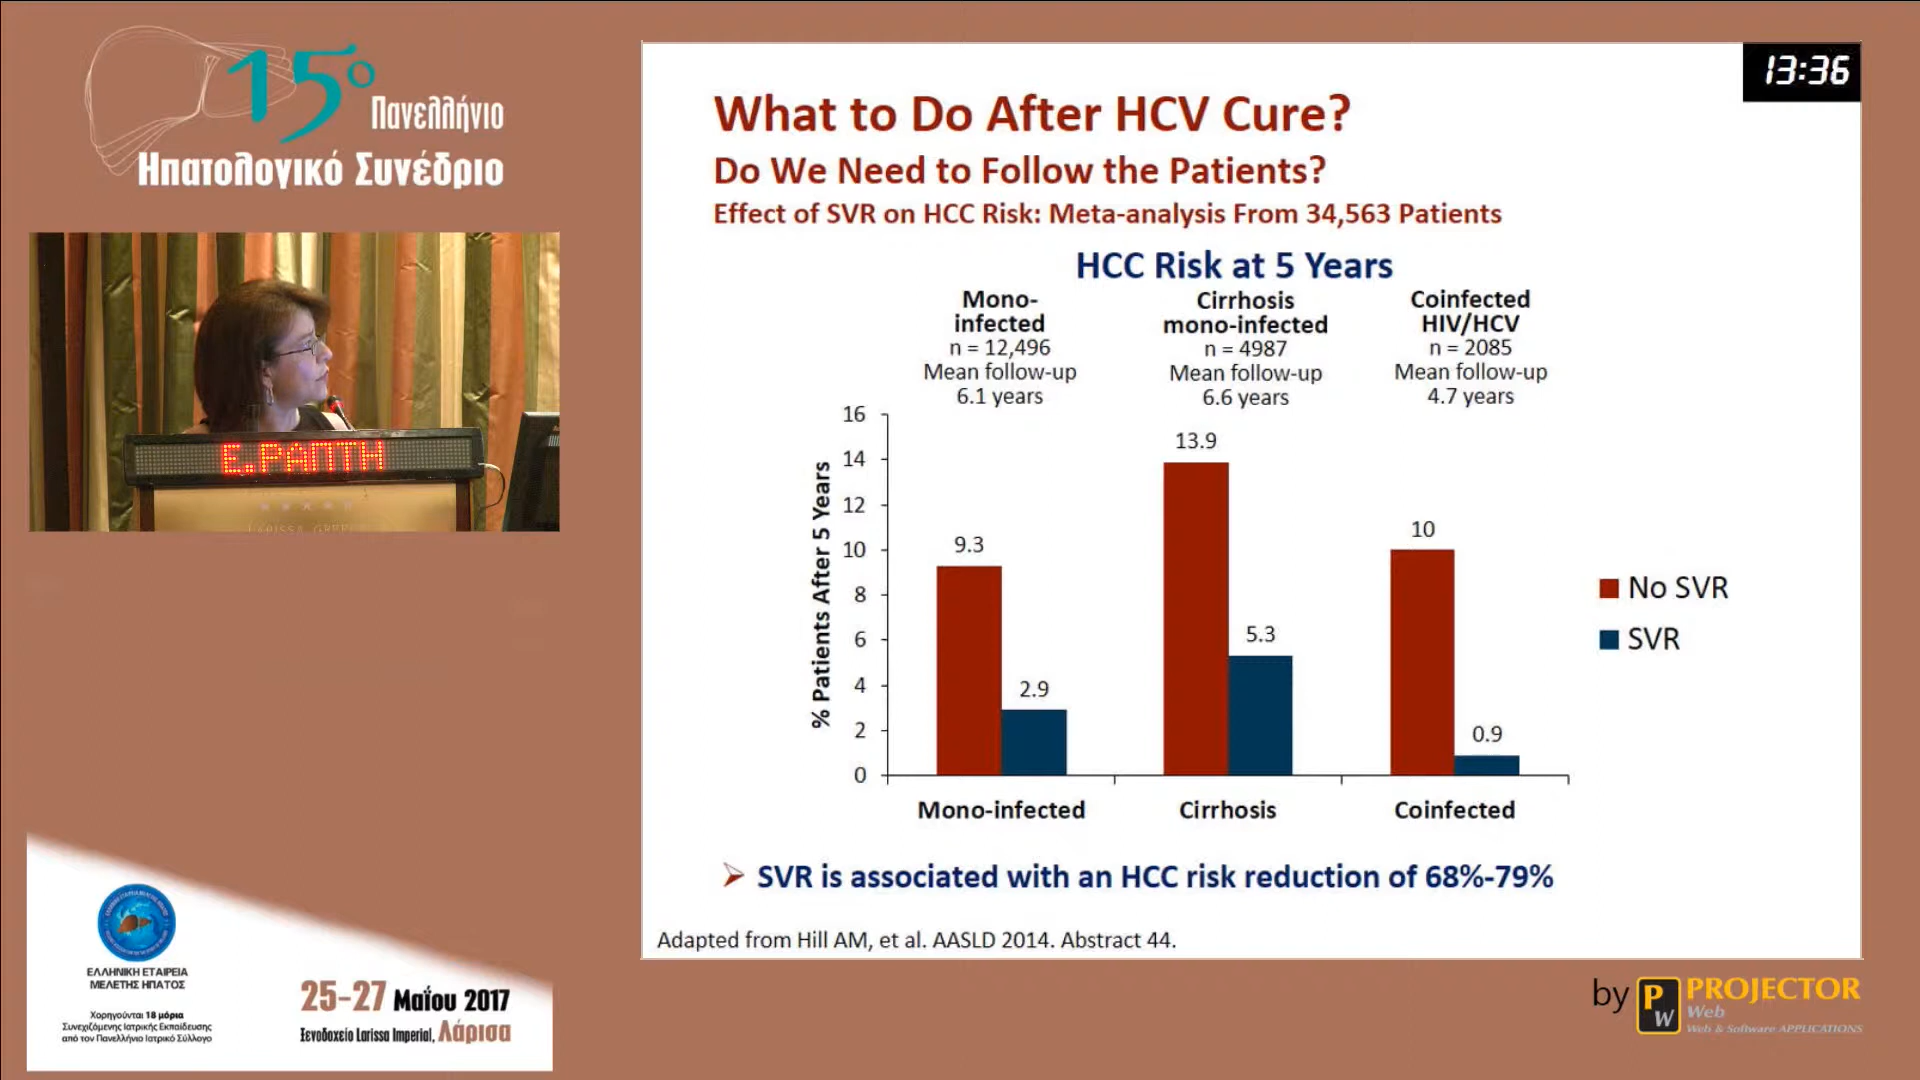 15ο
Πανελλήνιο
Ηπατολογικό Συνέδριο
Ε.ΡΑΠΤΗ
13:36
What to Do After HCV Cure?
Do We Need to Follow the Patients?
Effect of SVR on HCC Risk: Meta-analysis From 34,563 Patients
HCC Risk at 5 Years
Mono-
infected
n = 12,496
Mean follow-up
6.1 years
Cirrhosis
mono-infected
n = 4987
Mean follow-up
6.6 years
Coinfected
HIV/HCV
n = 2085
Mean follow-up
4.7 years
% Patients After 5 Years
16
14
12
10
8
6
4
2
0
9.3
2.9
13.9
5.3
10
0.9
No SVR
SVR
Mono-infected
Cirrhosis
Coinfected
SVR is associated with an HCC risk reduction of 68%-79%
Adapted from Hill AM, et al. AASLD 2014. Abstract 44.
ΕΛΛΗΝΙΚΗ ΕΤΑΙΡΕΙΑ
ΜΕΛΕΤΗΣ ΗΠΑΤΟΣ
Χορηγούνται 18 μόρια
Συνεχιζόμενης Ιατρικής Εκπαίδευσης
από τον Πανελλήνιο Ιατρικό Σύλλογο
25-27 Μαΐου 2017
Ξενοδοχείο Larissa Imperial, Λάρισα
by PW PROJECTOR
Web
Web & Software APPLICATIONS